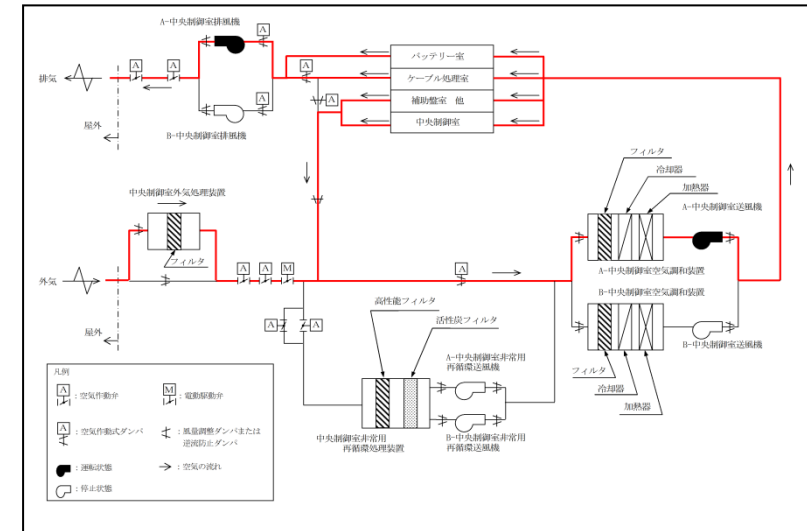 A-中央制御室排風機
A
A
A
排気
屋外
A
B-中央制御室排風機
A
A
バッテリー室
ケーブル処理室
補助盤室 他
中央制御室
中央制御室外気処理装置
フィルタ
外気
屋外
A
A
M
A
フィルタ
冷却器
加熱器
A-中央制御室送風機
A-中央制御室空気調和装置
B-中央制御室空気調和装置
B-中央制御室送風機
フィルタ
冷却器
加熱器
A
A
高性能フィルタ
活性炭フィルタ
A-中央制御室非常用
再循環送風機
中央制御室非常用
再循環処理装置
B-中央制御室非常用
再循環送風機
凡例
A
:空気作動弁
M
:電動駆動弁
A
:空気作動式ダンパ
:風量調整ダンパまたは
逆流防止ダンパ
:運転状態
:空気の流れ
:停止状態